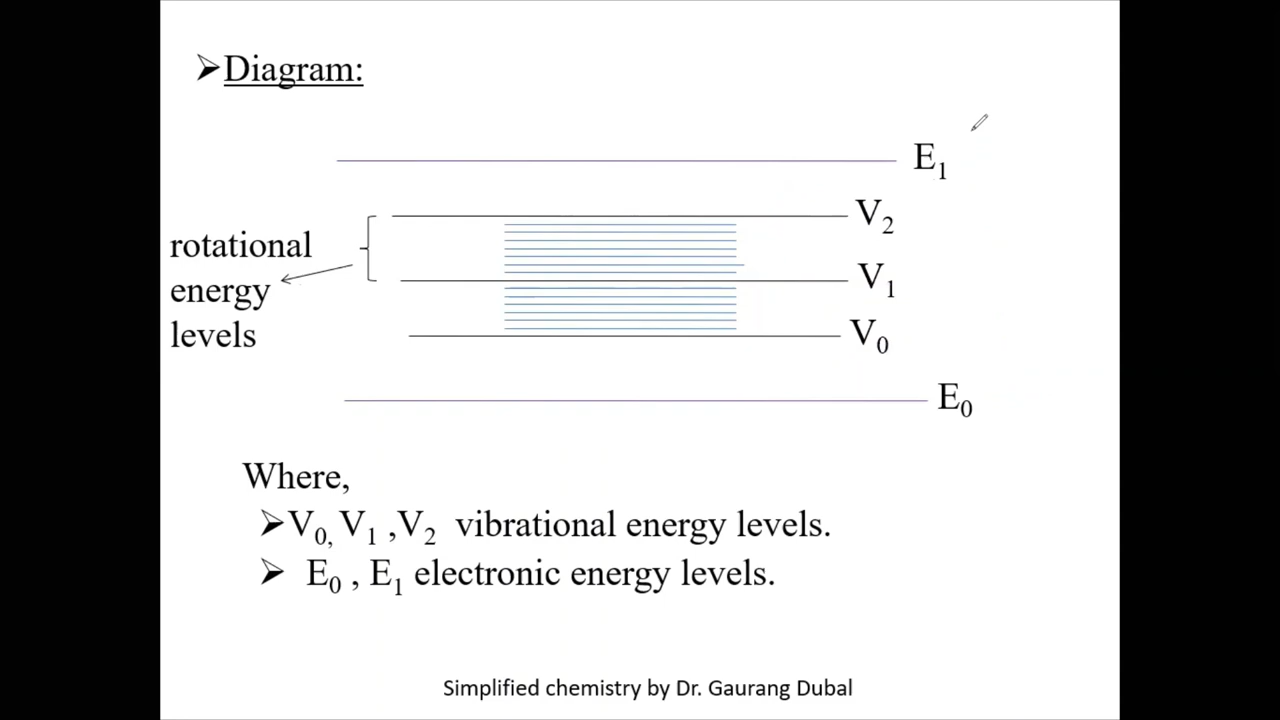 ➢Diagram:
E₁
V₂
rotational
energy
levels
V₁
V₀
E₀
Where,
➢V₀, V₁ ,V₂ vibrational energy levels.
➢ E₀ , E₁ electronic energy levels.
Simplified chemistry by Dr. Gaurang Dubal